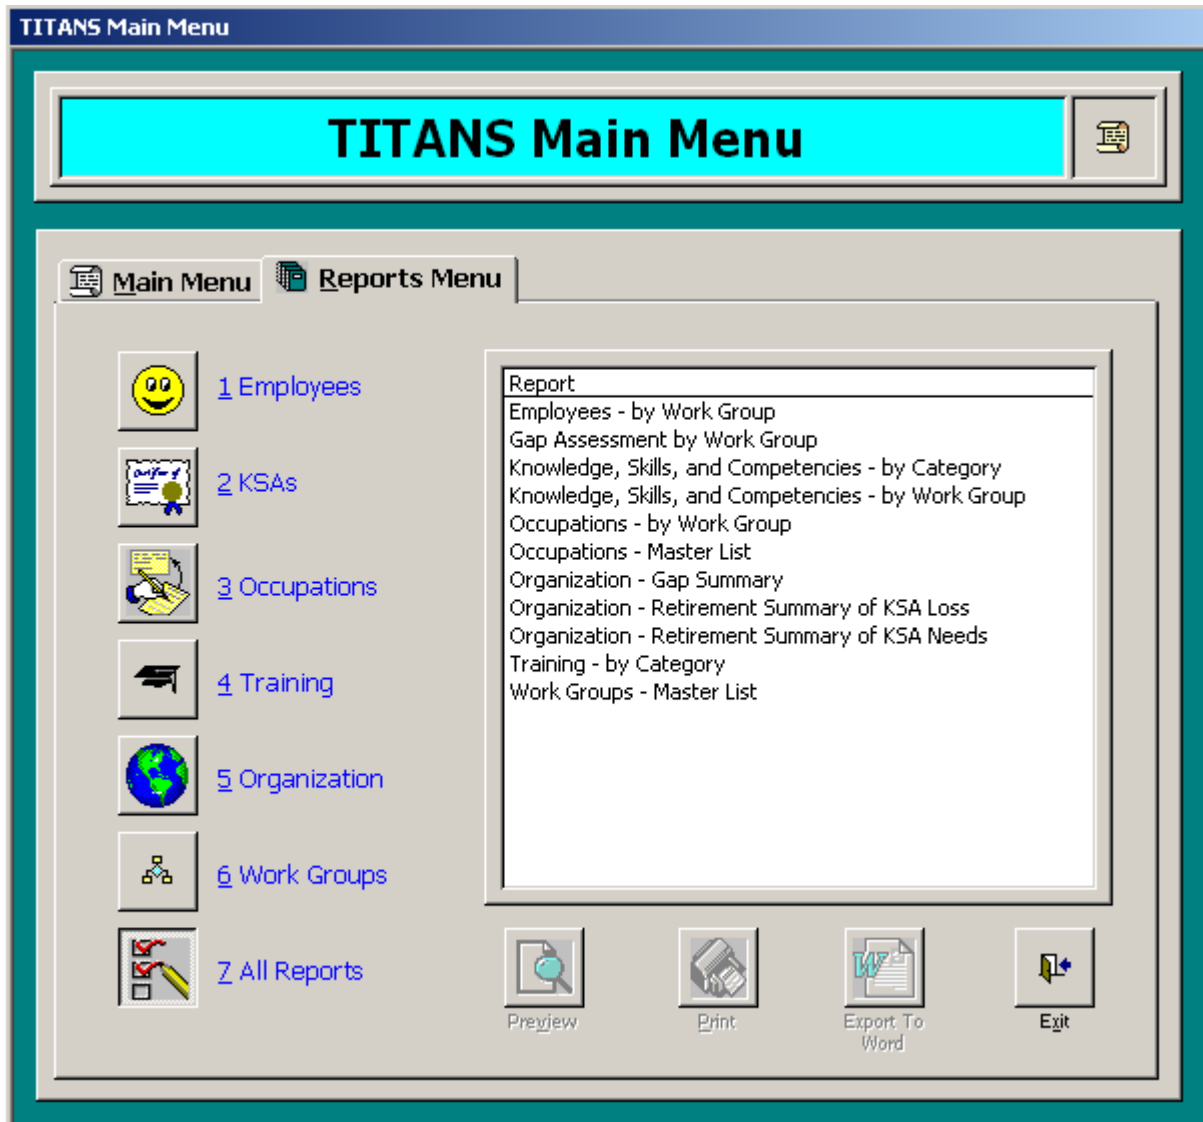 TITANS Main Menu
TITANS Main Menu
Main Menu
Reports Menu
1 Employees
2 KSAs
3 Occupations
4 Training
5 Organization
6 Work Groups
7 All Reports
Report
Employees - by Work Group
Gap Assessment by Work Group
Knowledge, Skills, and Competencies - by Category
Knowledge, Skills, and Competencies - by Work Group
Occupations - by Work Group
Occupations - Master List
Organization - Gap Summary
Organization - Retirement Summary of KSA Loss
Organization - Retirement Summary of KSA Needs
Training - by Category
Work Groups - Master List
Preview
Print
Export To
Word
Exit